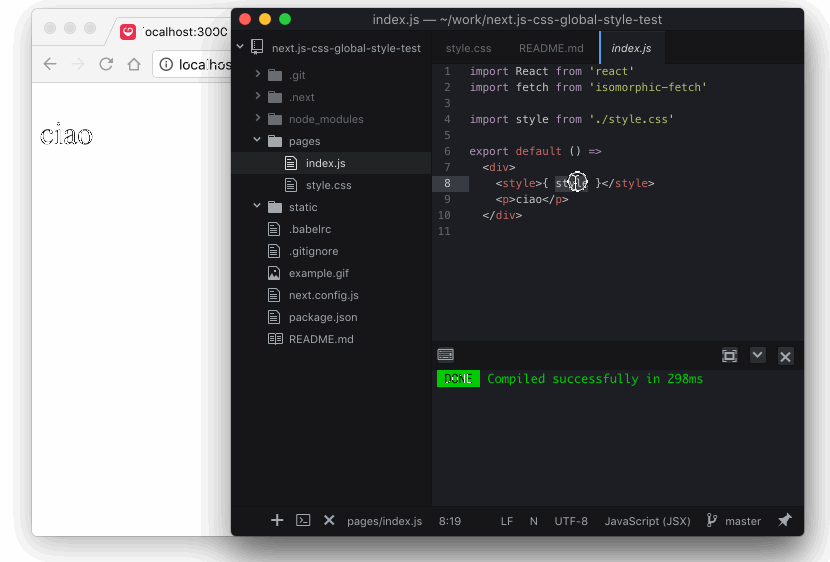 localhost:3000
localhos
ciao
index.js — ~/work/next.js-css-global-style-test
next.js-css-global-style-test
.git
.next
node_modules
pages
index.js
style.css
static
.babelrc
.gitignore
example.gif
next.config.js
package.json
README.md
style.css README.md index.js
1 import React from 'react'
2 import fetch from 'isomorphic-fetch'
3
4 import style from './style.css'
5
6 export default () =>
7 <div>
8 <style>{ style }</style>
9 <p>ciao</p>
10 </div>
11
DONE Compiled successfully in 298ms
pages/index.js 8:19 LF N UTF-8 JavaScript (JSX) master